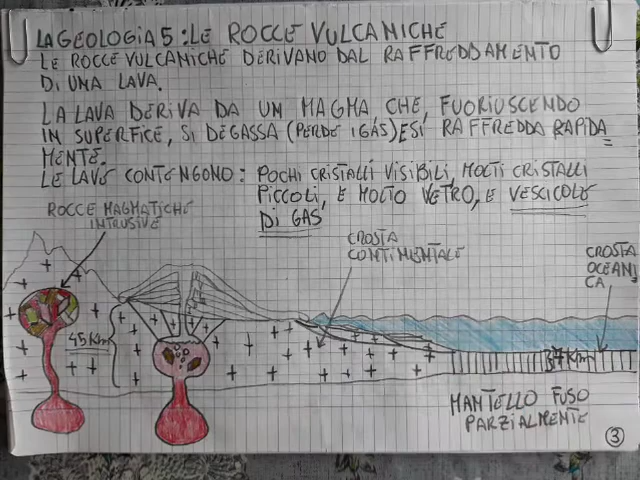 LA GEOLOGIA 5: LE ROCCE VULCANICHE
LE ROCCE VULCANICHE DERIVANO DAL RAFFREDDAMENTO
DI UNA LAVA.
LA LAVA DERIVA DA UN MAGMA CHE, FUORIUSCENDO
IN SUPERFICE, SI DEGASSA (PERDE I GAS) E SI RAFFREDDA RAPIDA
MENTE.
LE LAVE CONTENGONO: POCHI CRISTALLI VISIBILI, MOLTI CRISTALLI
PICCOLI, E MOLTO VETRO, E VESCICOLE
DI GAS
ROCCE MAGMATICHE
INTRUSIVE
CROSTA
CONTIMENTALE
CROSTA
OCEANI
CA
45 Km
7 Km
MANTELLO FUSO
PARZIALMENTE
3